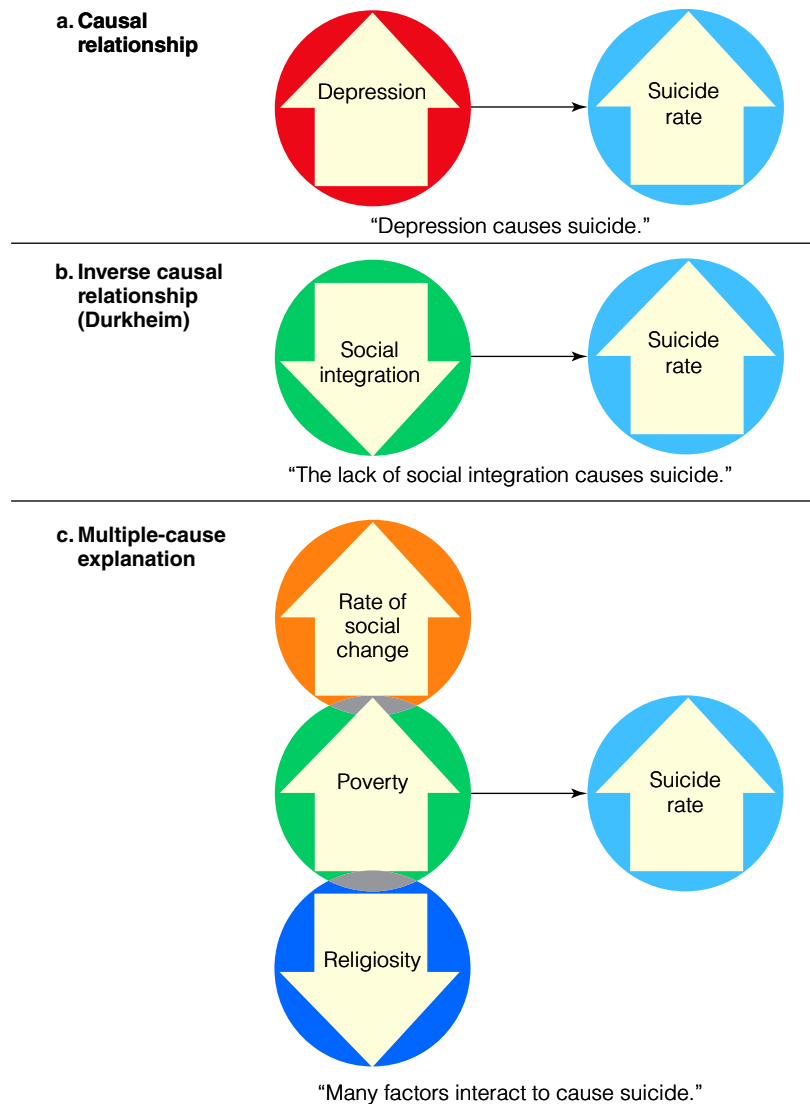 a. Causal
relationship
Depression
Suicide
rate
“Depression causes suicide.”
b. Inverse causal
relationship
(Durkheim)
Social
integration
Suicide
rate
“The lack of social integration causes suicide.”
c. Multiple-cause
explanation
Rate of
social
change
Poverty
Suicide
rate
Religiosity
“Many factors interact to cause suicide.”